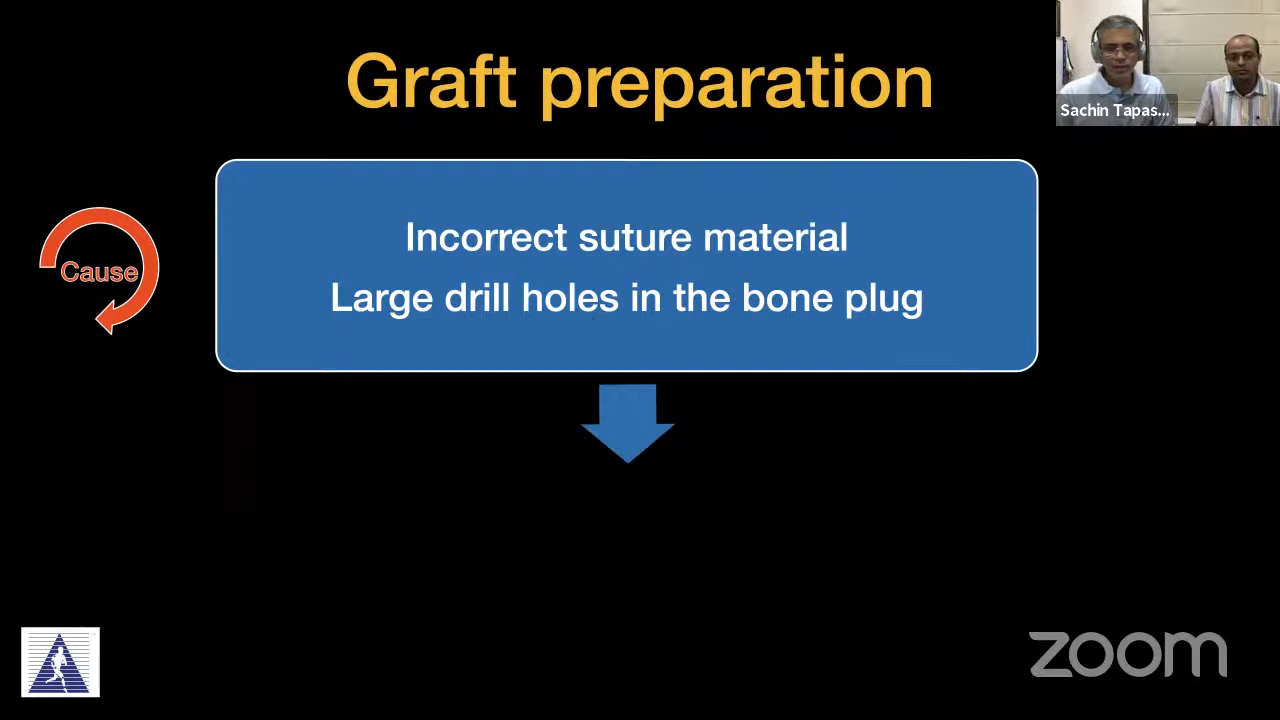 Graft preparation
Sachin Tapas...
Incorrect suture material
Large drill holes in the bone plug
Cause
zoom